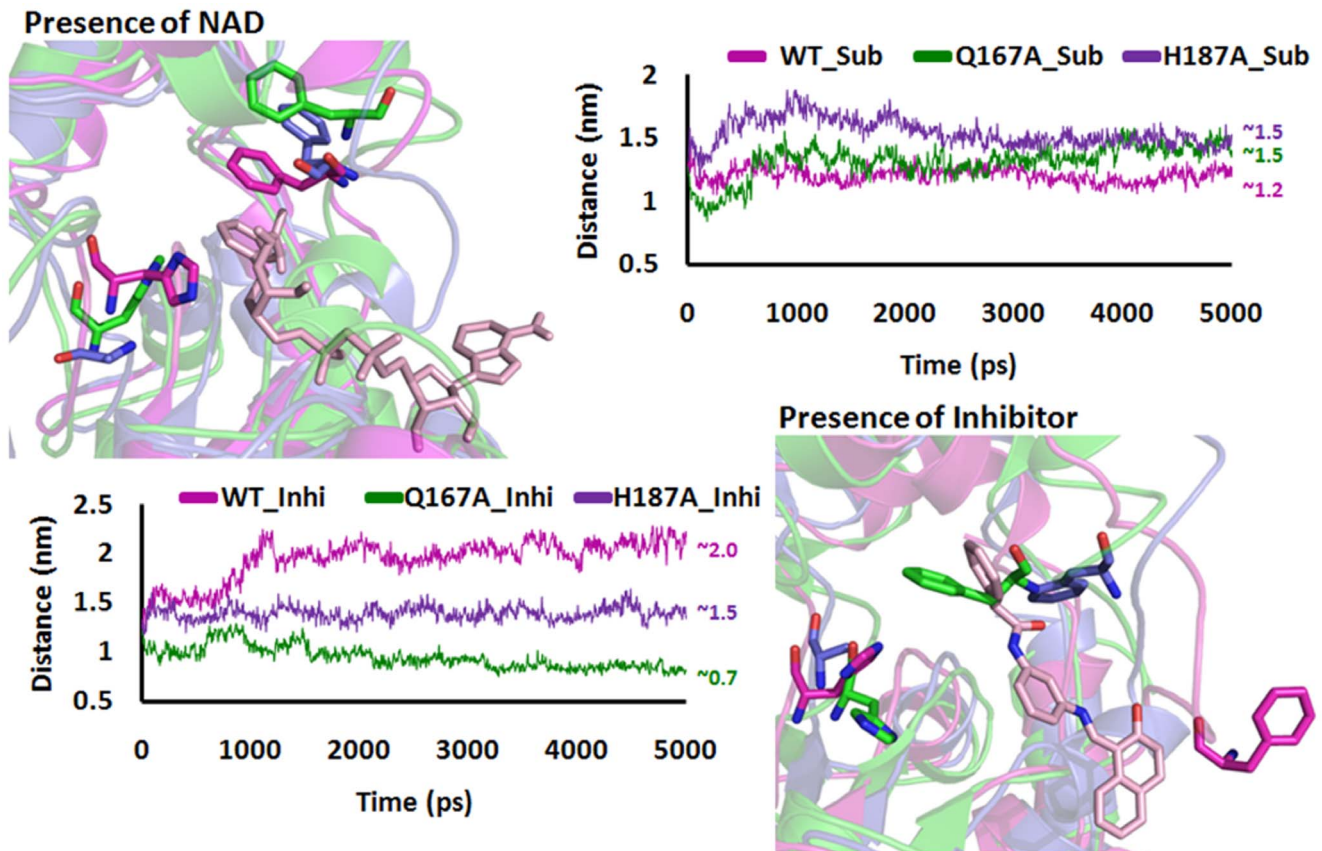 Presence of NAD
WT_Sub Q167A_Sub H187A_Sub
2
1.5
1
0.5
Distance (nm)
~1.5
~1.5
~1.2
0 1000 2000 3000 4000 5000
Time (ps)
WT_Inhi Q167A_Inhi H187A_Inhi
2.5
2
1.5
1
0.5
Distance (nm)
~2.0
~1.5
~0.7
0 1000 2000 3000 4000 5000
Time (ps)
Presence of Inhibitor